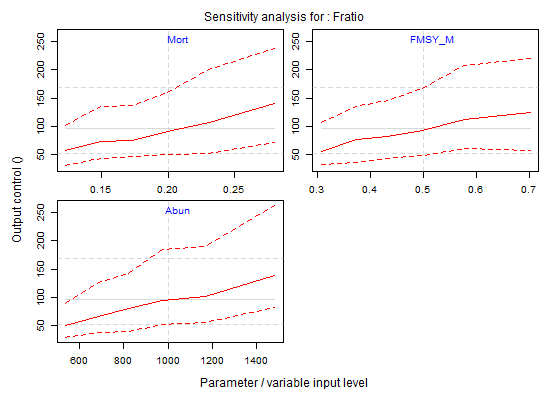 Sensitivity analysis for : Fratio
Mort
50 100 150 200 250
0.15 0.20 0.25
FMSY_M
50 100 150 200 250
0.3 0.4 0.5 0.6 0.7
Abun
50 100 150 200 250
600 800 1000 1200 1400
Output control ()
Parameter / variable input level